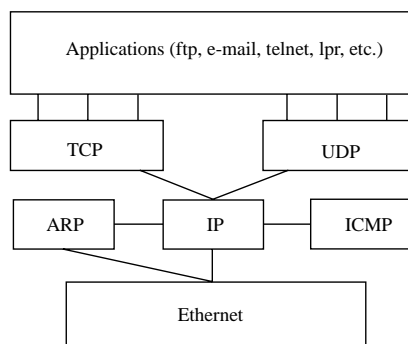 Applications (ftp, e-mail, telnet, lpr, etc.)
TCP
UDP
ARP
IP
ICMP
Ethernet